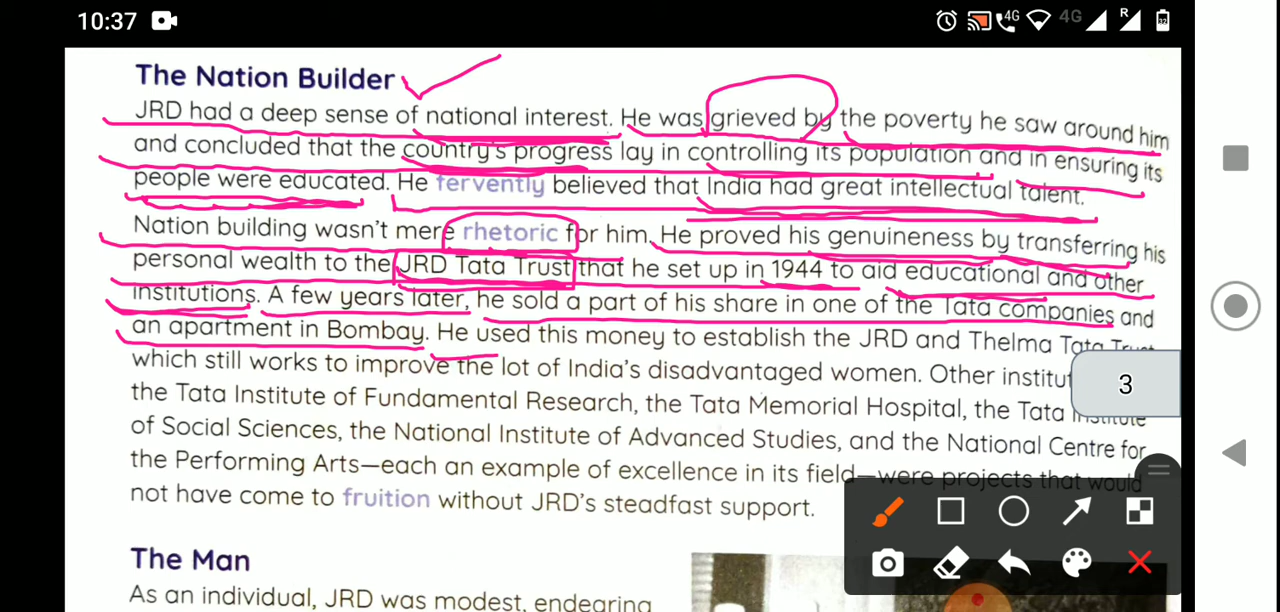 10:37
4G
4G
R
The Nation Builder
JRD had a deep sense of national interest. He was grieved by the poverty he saw around him
and concluded that the country's progress lay in controlling its population and in ensuring its
people were educated. He fervently believed that India had great intellectual talent.
Nation building wasn't mere rhetoric for him. He proved his genuineness by transferring his
personal wealth to the JRD Tata Trust that he set up in 1944 to aid educational and other
institutions. A few years later, he sold a part of his share in one of the Tata companies and
an apartment in Bombay. He used this money to establish the JRD and Thelma Tata Trust
which still works to improve the lot of India's disadvantaged women. Other
3
the Tata Institute of Fundamental Research, the Tata Memorial Hospital, the Tata Institute
of Social Sciences, the National Institute of Advanced Studies, and the National Centre for
the Performing Arts—each an example of excellence in its field—were projects that would
not have come to fruition without JRD's steadfast support.
The Man
As an individual, JRD was modest, endearing